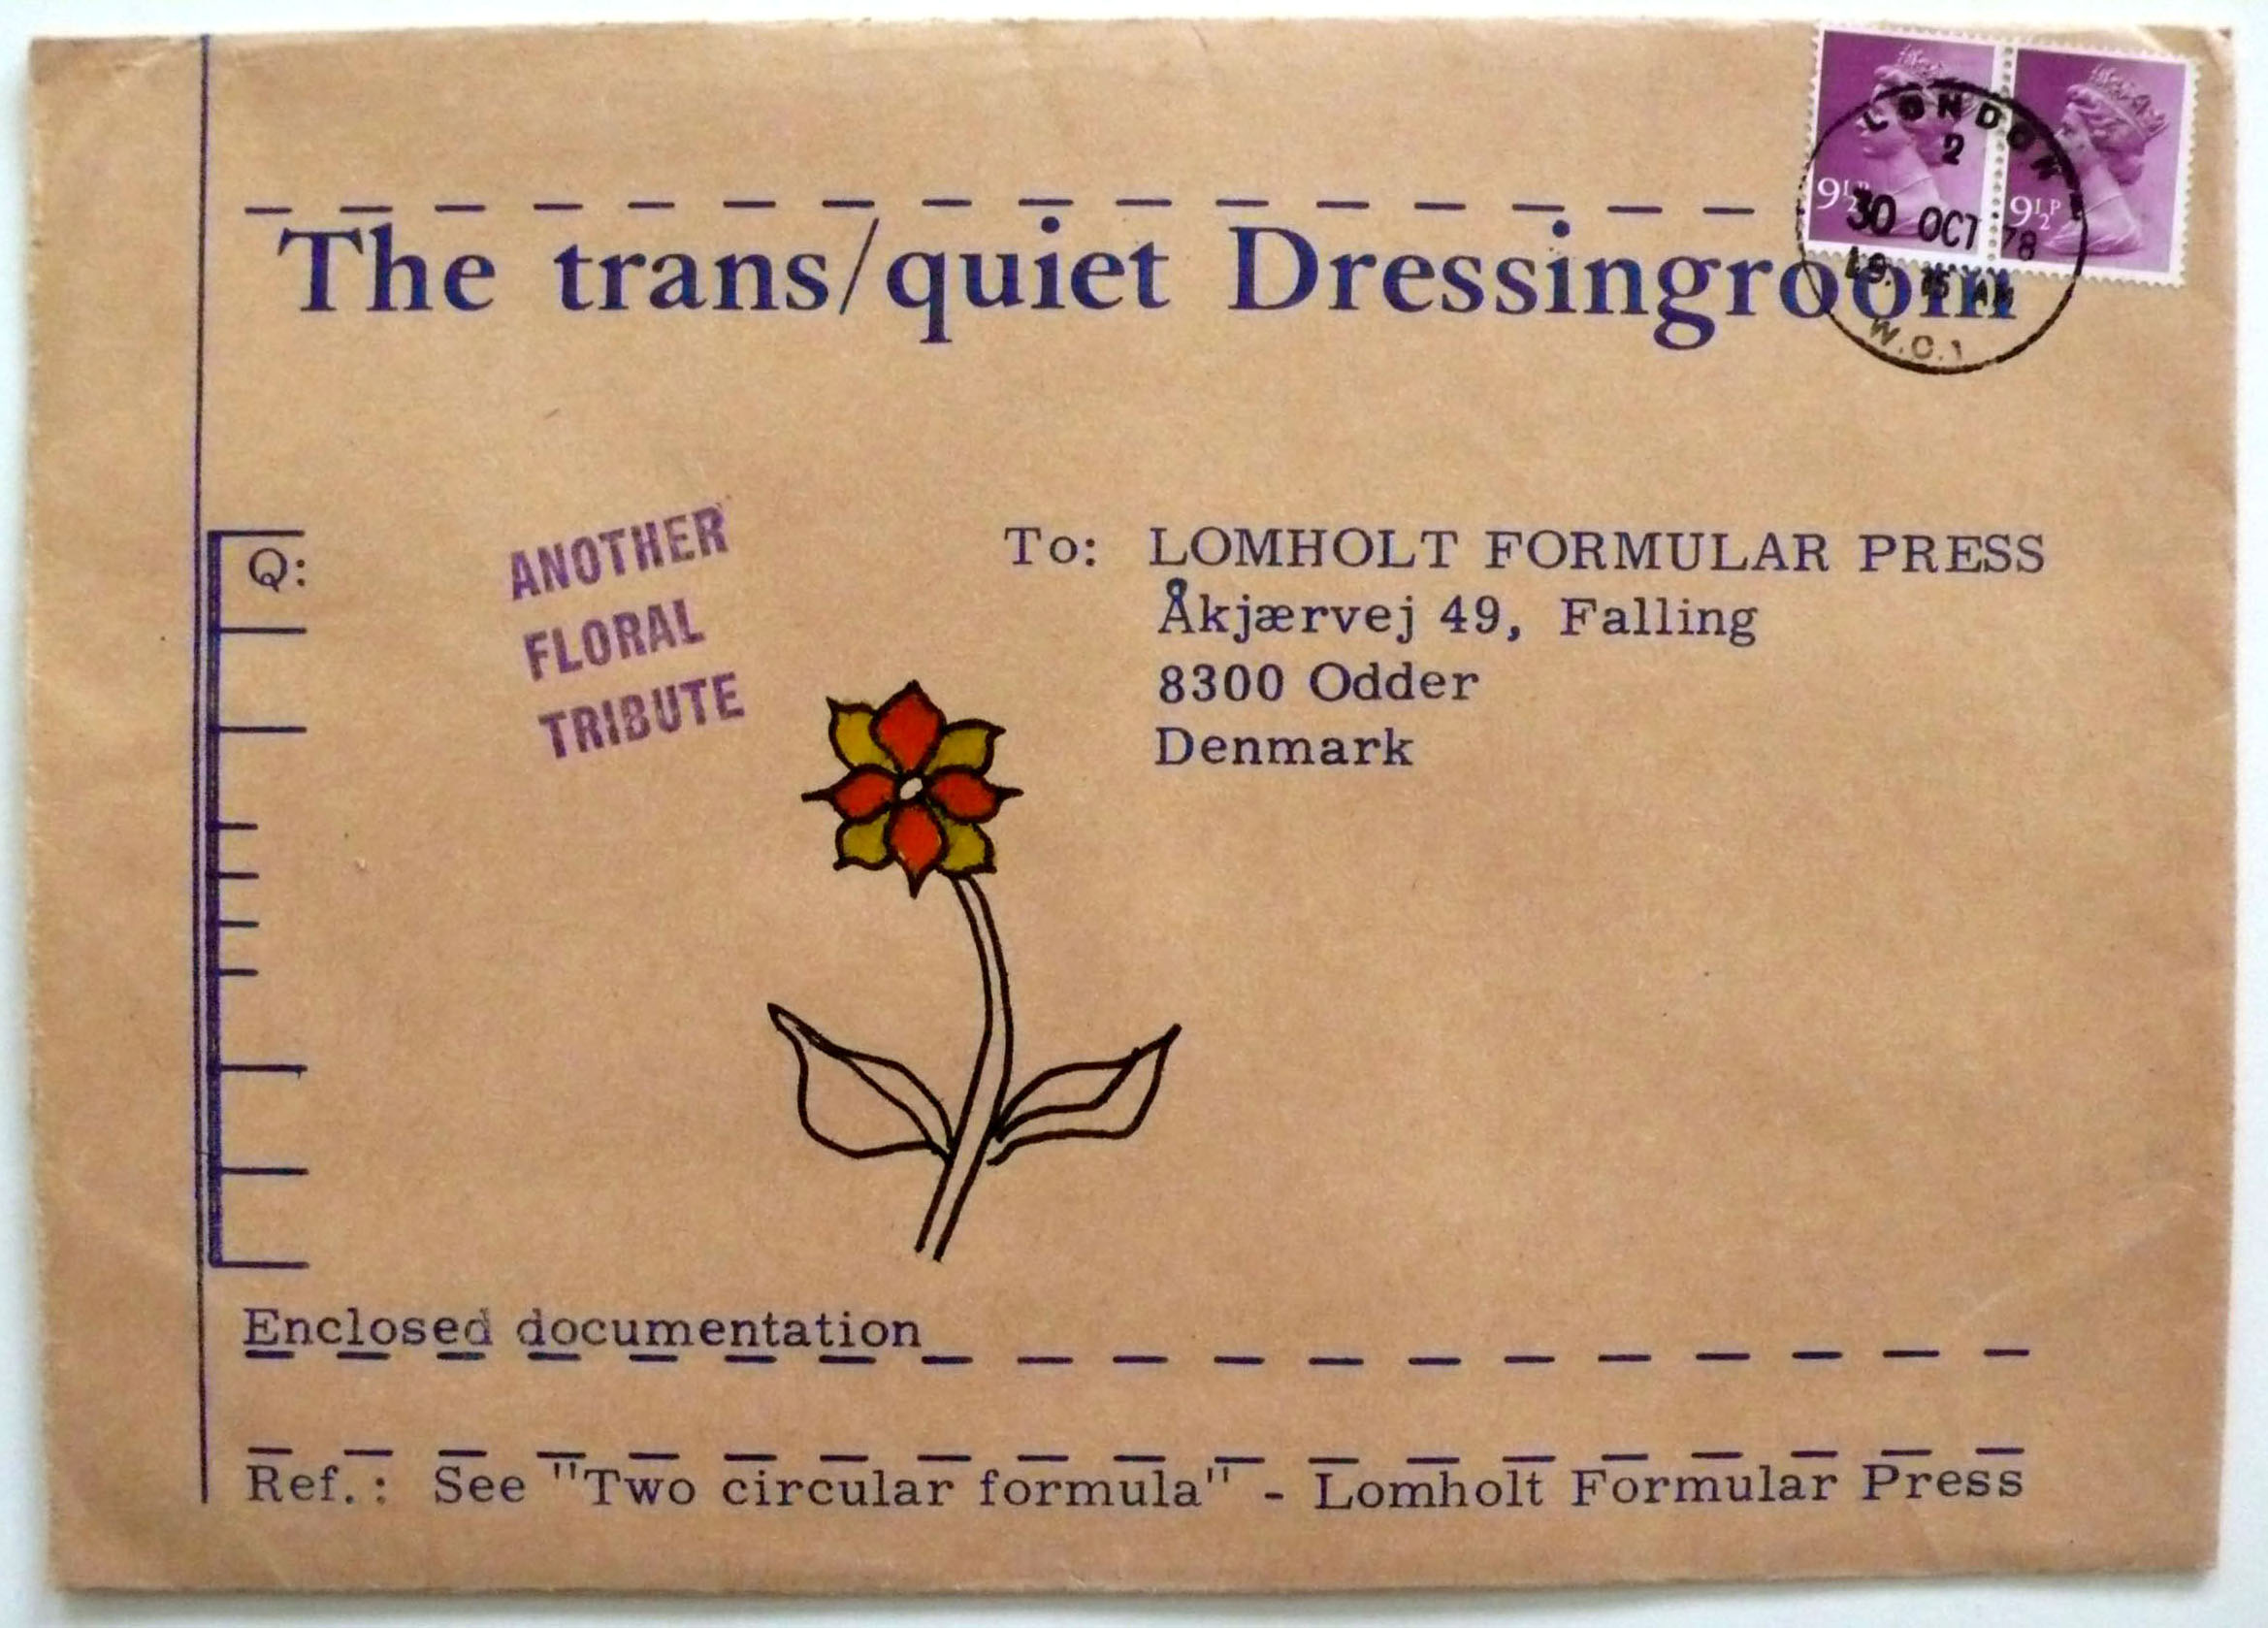 LONDON
2
9½P
9½P
30 OCT 78
W.C.1
The trans/quiet Dressingroom
Q:
ANOTHER
FLORAL
TRIBUTE
To: LOMHOLT FORMULAR PRESS
Åkjærvej 49, Falling
8300 Odder
Denmark
Enclosed documentation
Ref.: See "Two circular formula" - Lomholt Formular Press